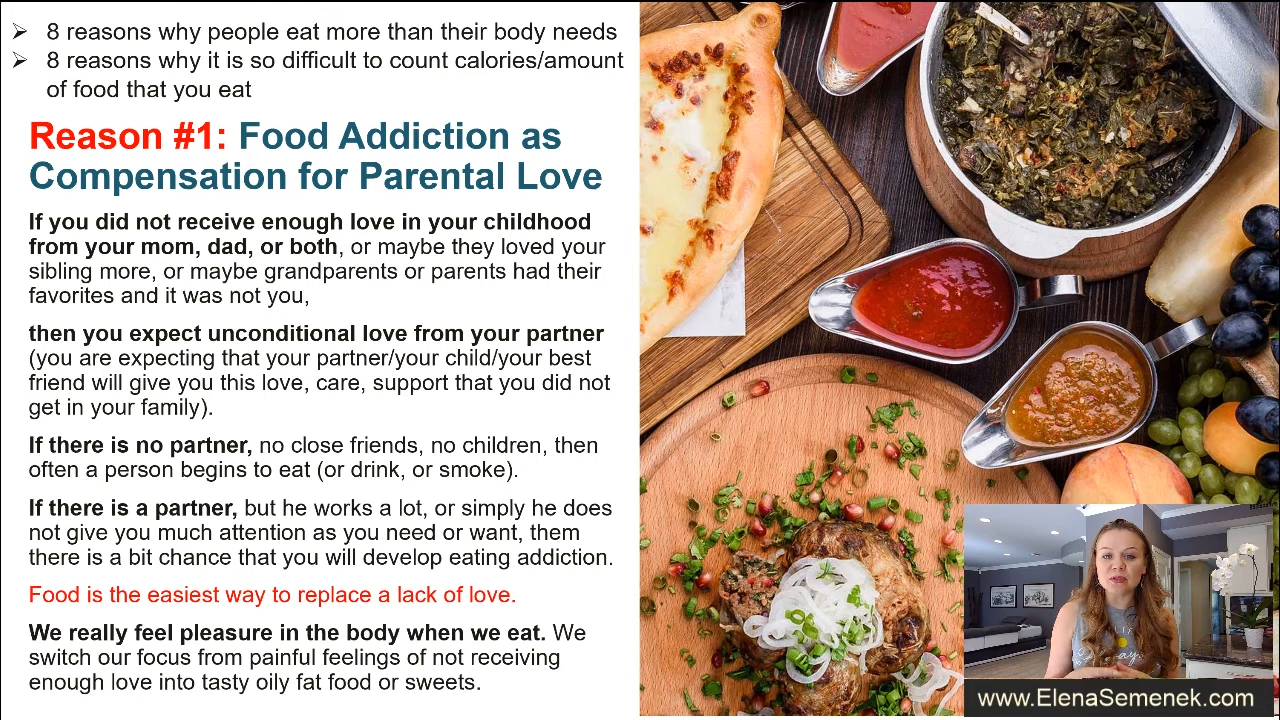 ➢ 8 reasons why people eat more than their body needs
➢ 8 reasons why it is so difficult to count calories/amount
of food that you eat
Reason #1: Food Addiction as
Compensation for Parental Love
If you did not receive enough love in your childhood
from your mom, dad, or both, or maybe they loved your
sibling more, or maybe grandparents or parents had their
favorites and it was not you,
then you expect unconditional love from your partner
(you are expecting that your partner/your child/your best
friend will give you this love, care, support that you did not
get in your family).
If there is no partner, no close friends, no children, then
often a person begins to eat (or drink, or smoke).
If there is a partner, but he works a lot, or simply he does
not give you much attention as you need or want, them
there is a bit chance that you will develop eating addiction.
Food is the easiest way to replace a lack of love.
We really feel pleasure in the body when we eat. We
switch our focus from painful feelings of not receiving
enough love into tasty oily fat food or sweets.
www.ElenaSemenek.com